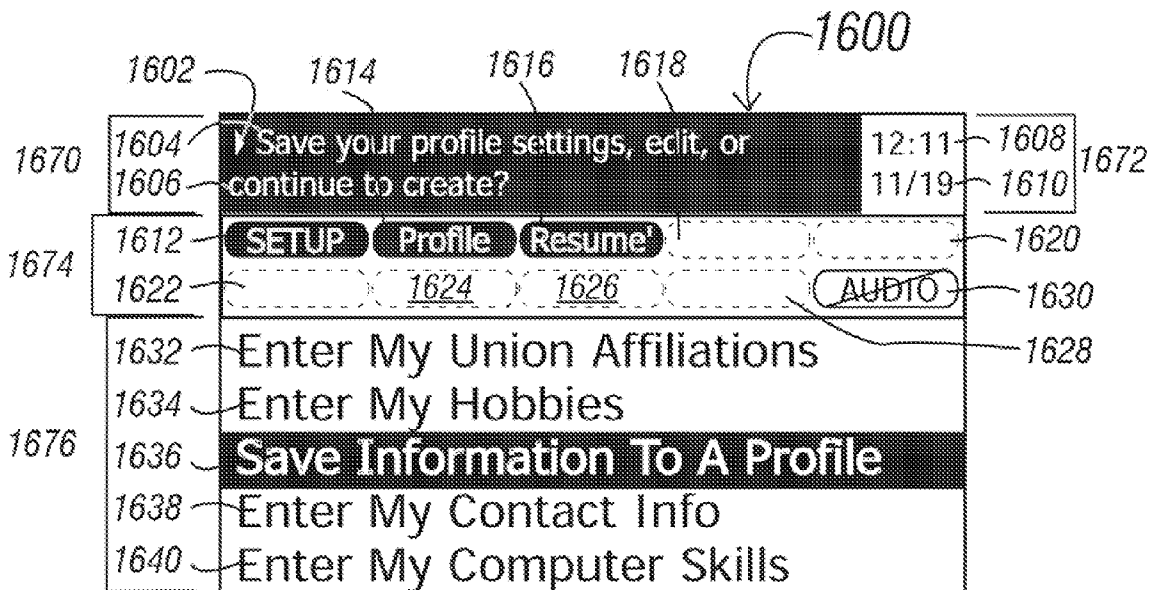 1600
1602 1614 1616 1618
1670 1604 Save your profile settings, edit, or 12:11 1608 1672
1606 continue to create? 11/19 1610
1674 1612 SETUP Profile Resume' 1620
1622 1624 1626 AUDIO 1630
1632 Enter My Union Affiliations 1628
1634 Enter My Hobbies
1676 1636 Save Information To A Profile
1638 Enter My Contact Info
1640 Enter My Computer Skills